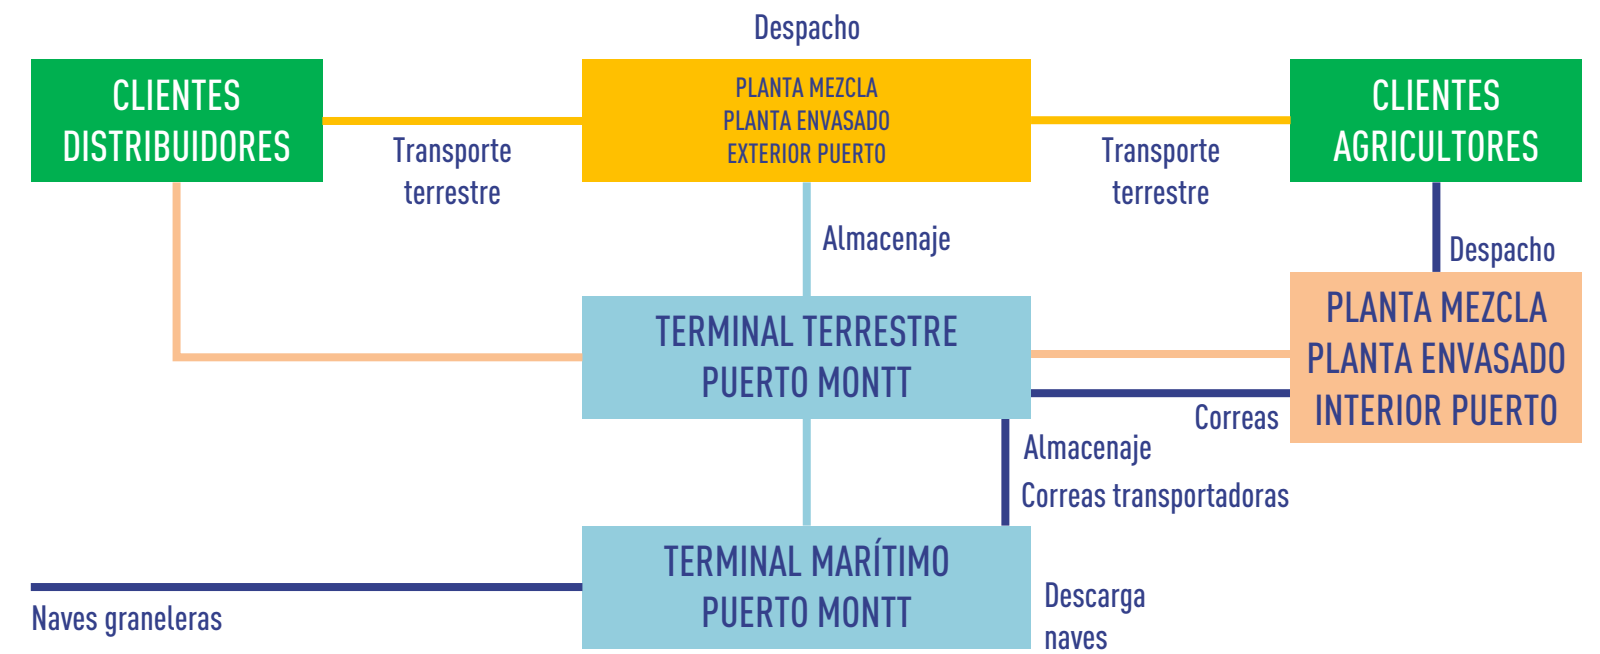 Despacho
CLIENTES
DISTRIBUIDORES
PLANTA MEZCLA
PLANTA ENVASADO
EXTERIOR PUERTO
CLIENTES
AGRICULTORES
Transporte
terrestre
Transporte
terrestre
Almacenaje
Despacho
TERMINAL TERRESTRE
PUERTO MONTT
PLANTA MEZCLA
PLANTA ENVASADO
INTERIOR PUERTO
Correas
Almacenaje
Correas transportadoras
TERMINAL MARÍTIMO
PUERTO MONTT
Naves graneleras
Descarga
naves